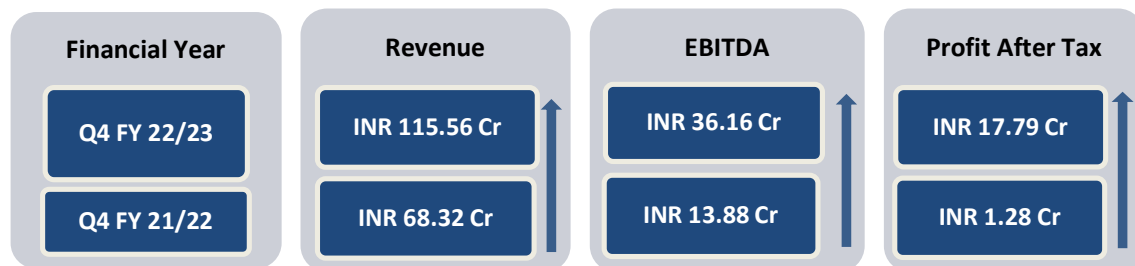 Financial Year
Q4 FY 22/23
Q4 FY 21/22
Revenue
INR 115.56 Cr
INR 68.32 Cr
EBITDA
INR 36.16 Cr
INR 13.88 Cr
Profit After Tax
INR 17.79 Cr
INR 1.28 Cr